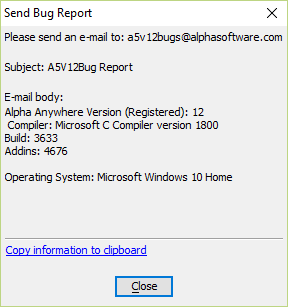 Send Bug Report
Please send an e-mail to: a5v12bugs@alphasoftware.com
Subject: A5V12Bug Report
E-mail body:
Alpha Anywhere Version (Registered): 12
Compiler: Microsoft C Compiler version 1800
Build: 3633
Addins: 4676
Operating System: Microsoft Windows 10 Home
Copy information to clipboard
Close